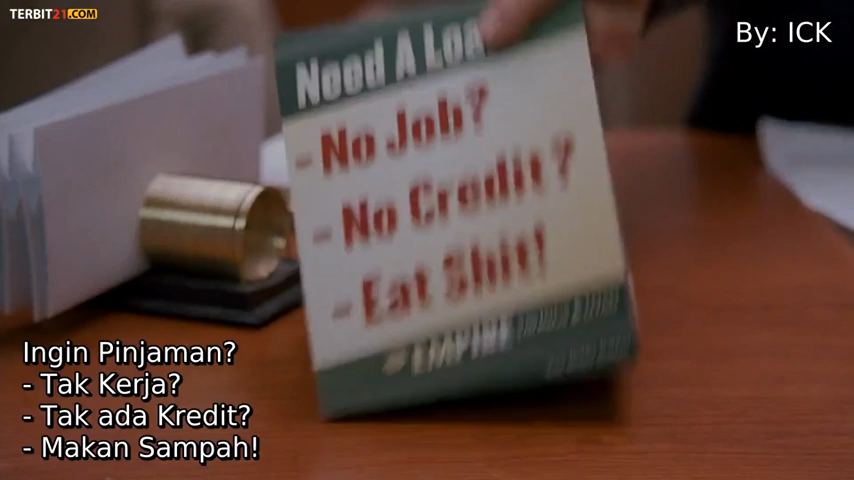 TERBIT21.COM
By: ICK
Need A Loa
- No Job?
- No Credit?
- Eat Shit!
EMPIRE
Ingin Pinjaman?
- Tak Kerja?
- Tak ada Kredit?
- Makan Sampah!